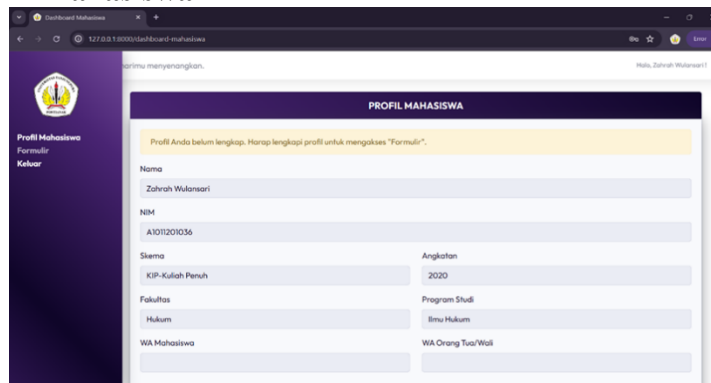 Dashboard Mahasiswa
127.0.0.1:8000/dashboard-mahasiswa
Error
arimu menyenangkan.
Halo, Zahrah Wulansari !
PROFIL MAHASISWA
Profil Mahasiswa
Formulir
Keluar
Profil Anda belum lengkap. Harap lengkapi profil untuk mengakses "Formulir".
Nama
Zahrah Wulansari
NIM
A1011201036
Skema
Angkatan
KIP-Kuliah Penuh
2020
Fakultas
Program Studi
Hukum
Ilmu Hukum
WA Mahasiswa
WA Orang Tua/Wali